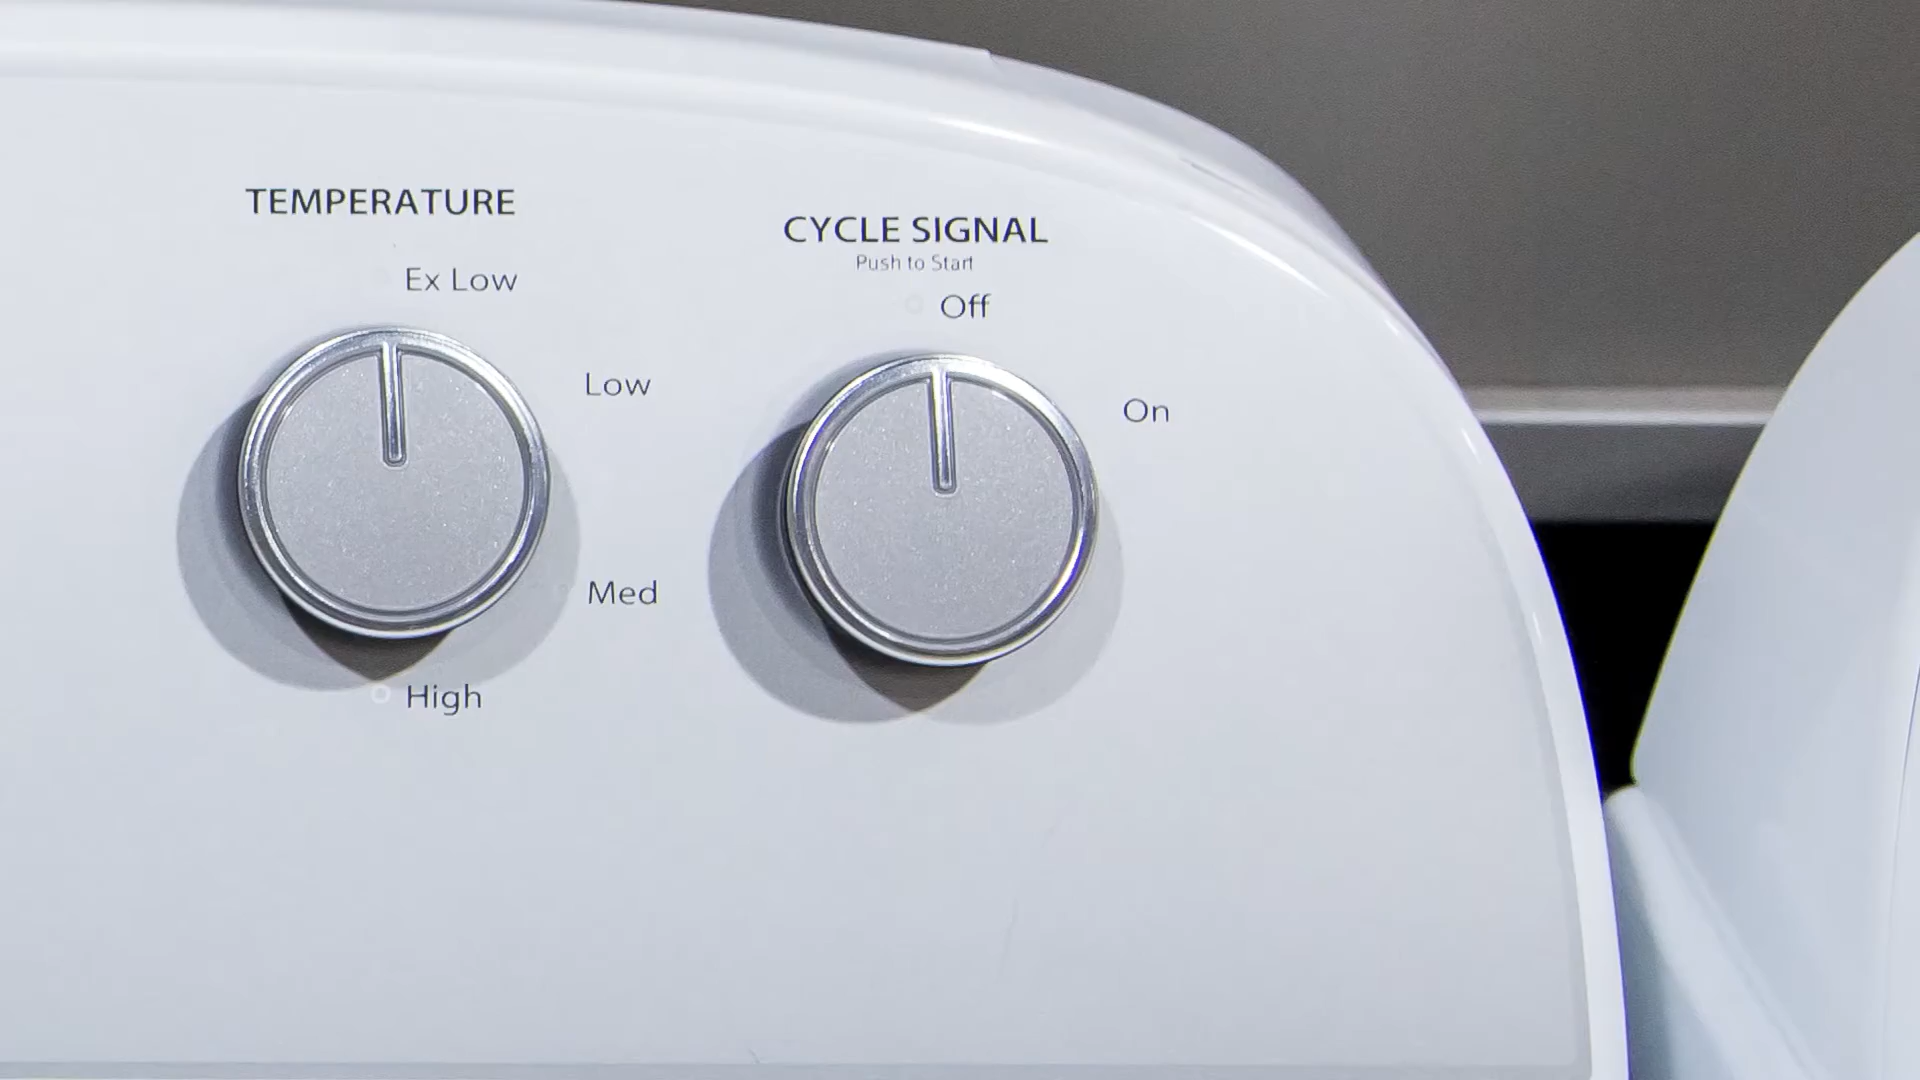 TEMPERATURE
Ex Low
Low
Med
High
CYCLE SIGNAL
Push to Start
Off
On